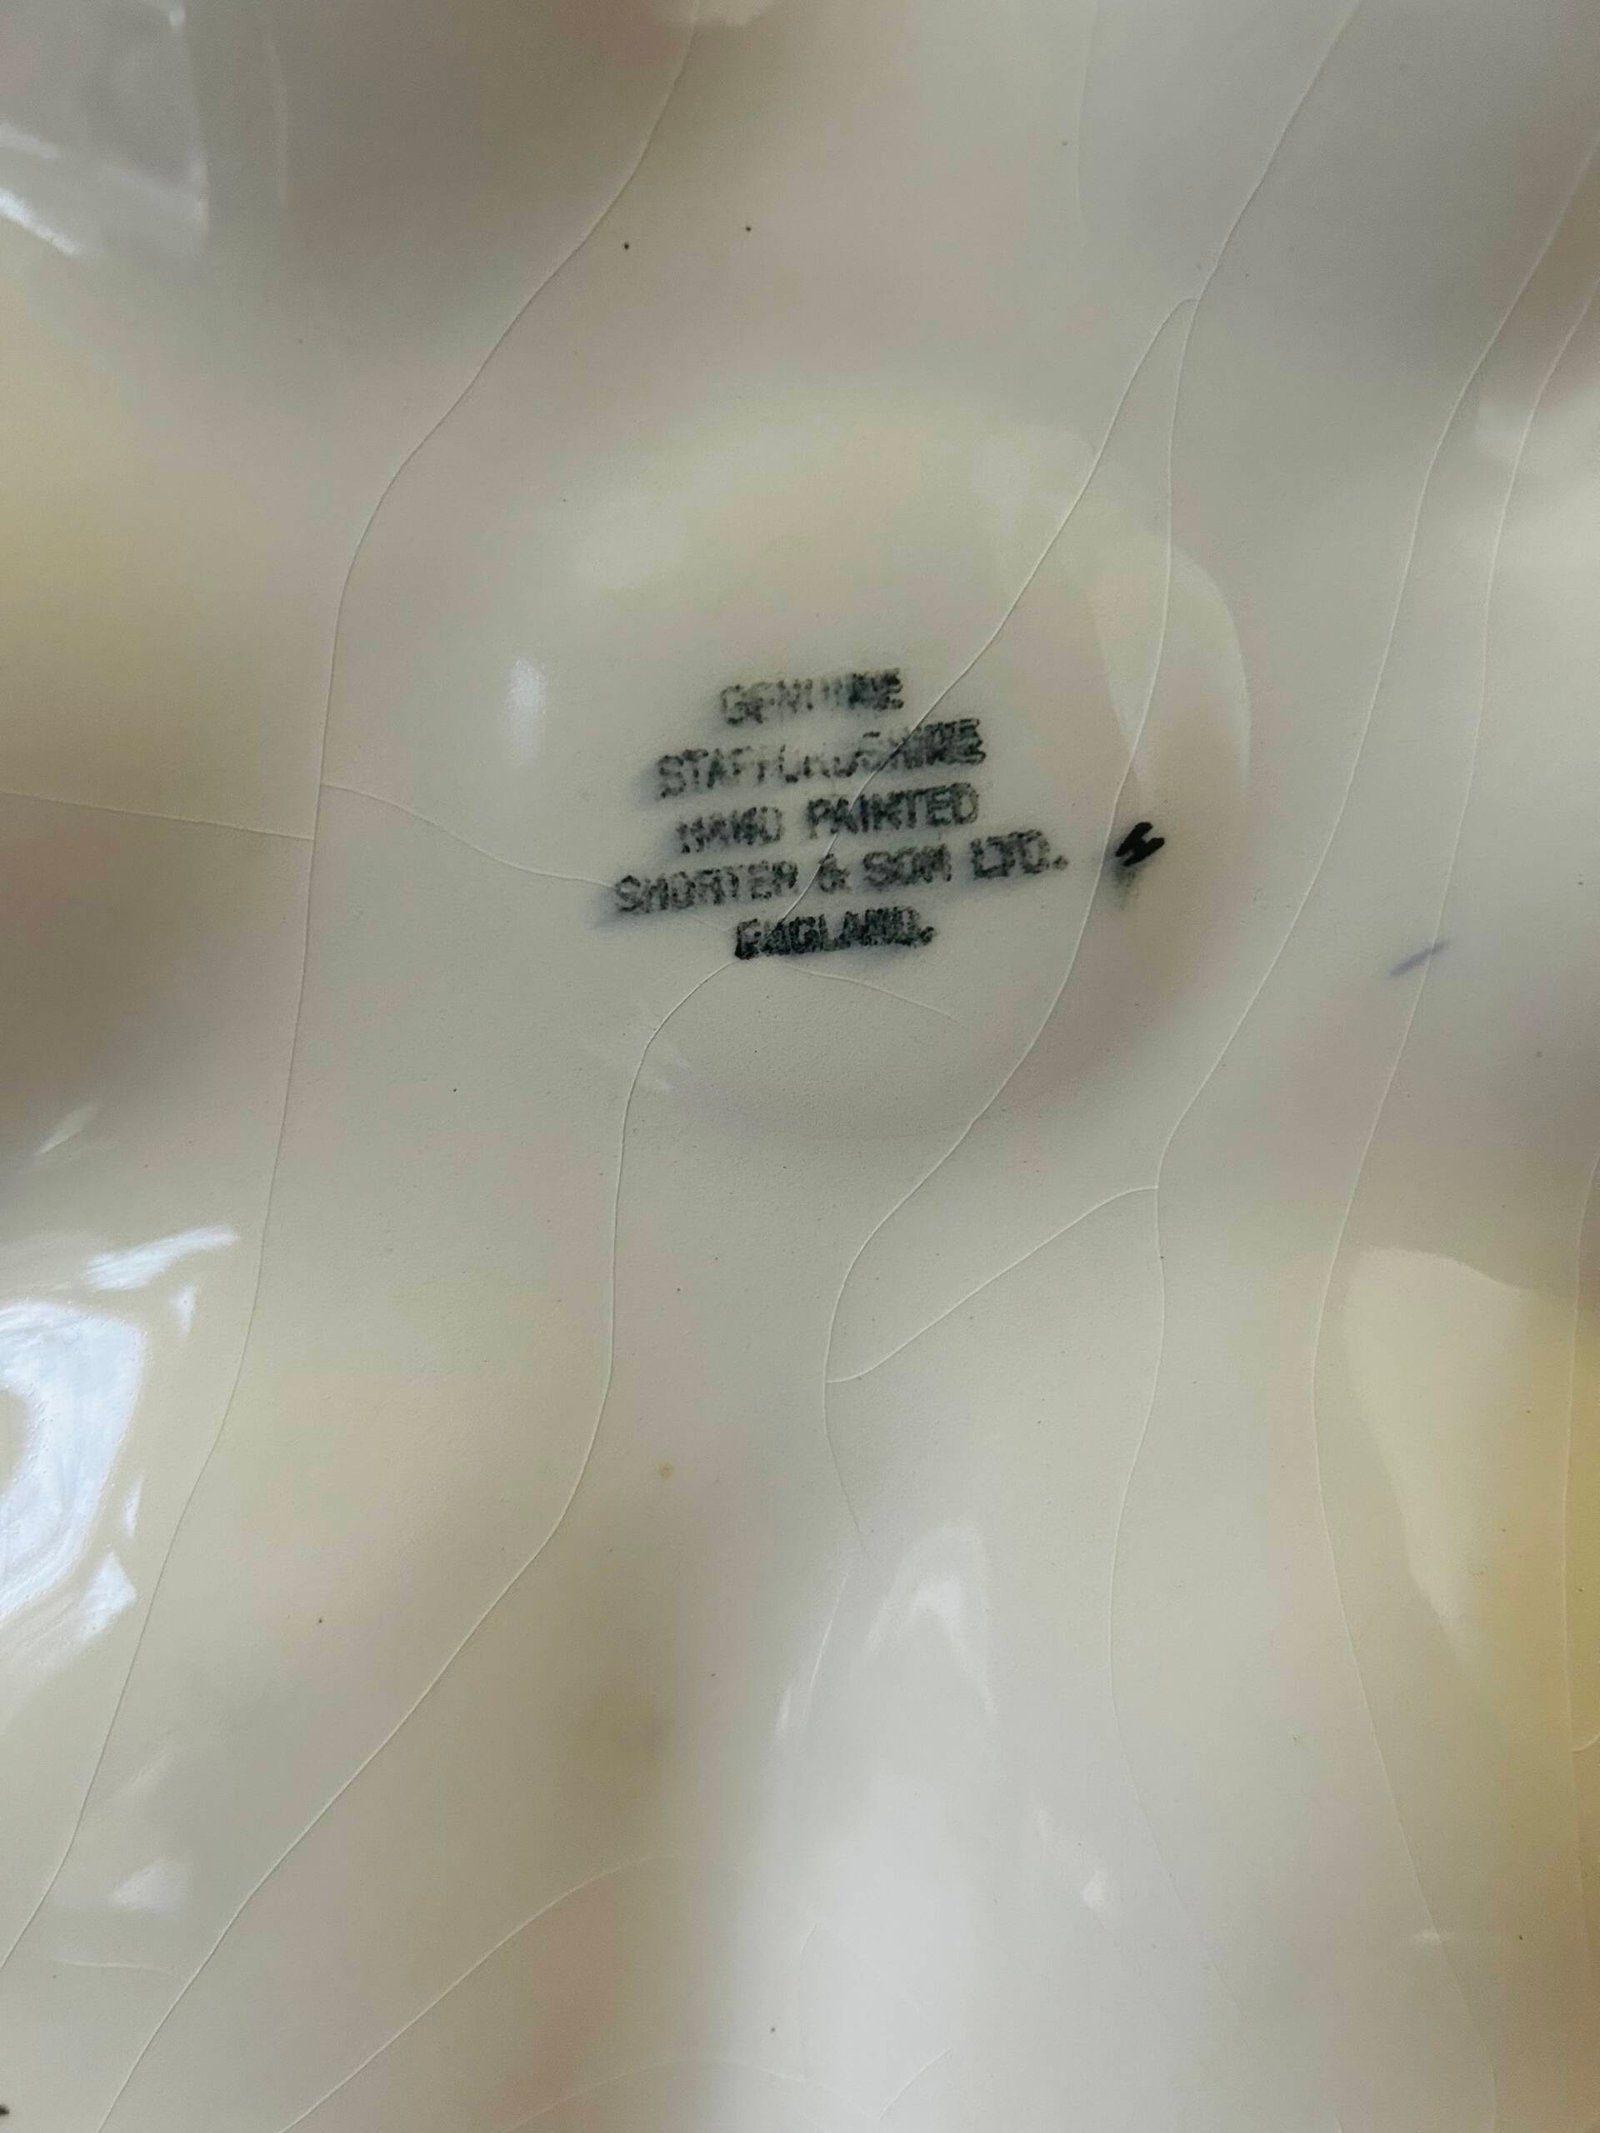 GENUINE
STAFFORDSHIRE
HAND PAINTED
SHORTER & SON LTD.
ENGLAND.
H